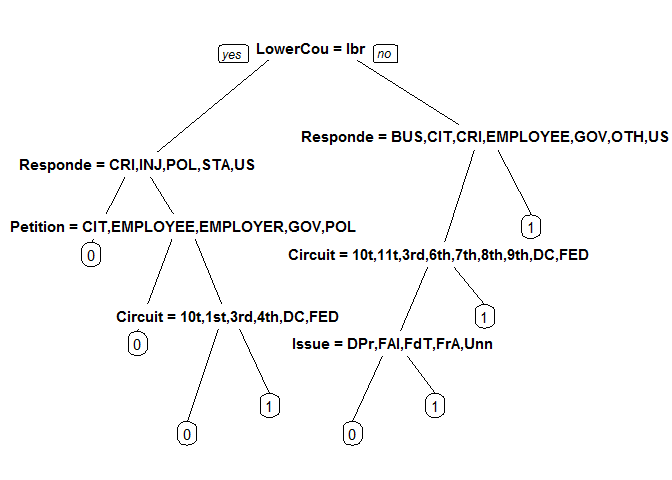 yes LowerCou = lbr no
Responde = BUS,CIT,CRI,EMPLOYEE,GOV,OTH,US
Responde = CRI,INJ,POL,STA,US
Petition = CIT,EMPLOYEE,EMPLOYER,GOV,POL
1
0
Circuit = 10t,11t,3rd,6th,7th,8th,9th,DC,FED
Circuit = 10t,1st,3rd,4th,DC,FED
1
0
Issue = DPr,FAI,FdT,FrA,Unn
1
1
0
0